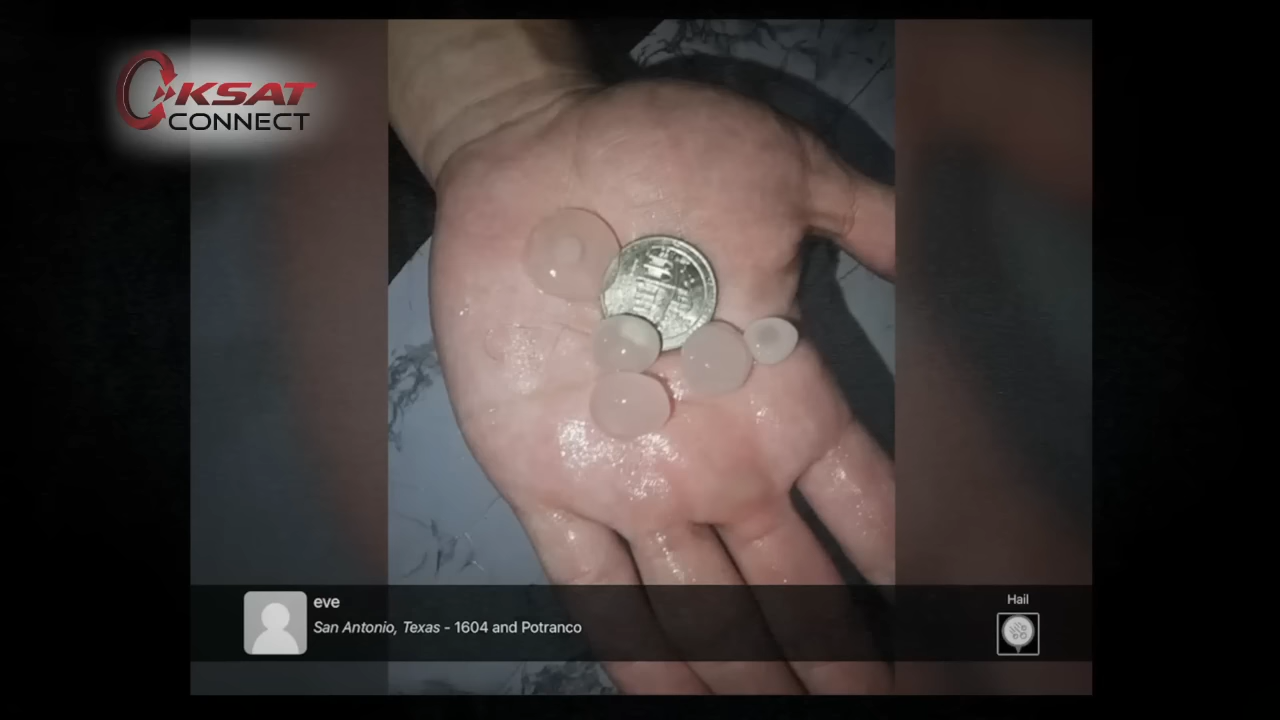 KSAT
CONNECT
eve
San Antonio, Texas - 1604 and Potranco
Hail